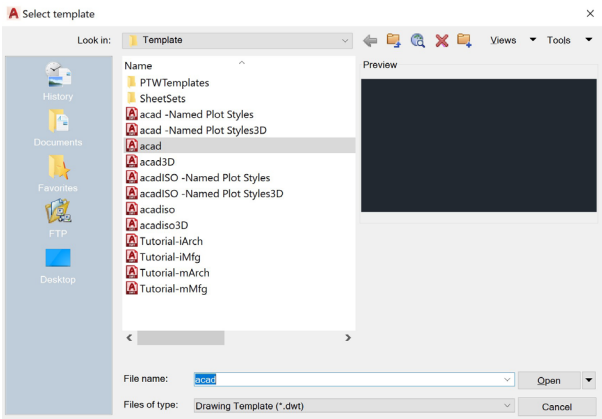 Select template
Look in:
Template
Views
Tools
Name
Preview
History
Documents
Favorites
FTP
Desktop
PTWTemplates
SheetSets
acad -Named Plot Styles
acad -Named Plot Styles3D
acad
acad3D
acadISO -Named Plot Styles
acadISO -Named Plot Styles3D
acadiso
acadiso3D
Tutorial-iArch
Tutorial-iMfg
Tutorial-mArch
Tutorial-mMfg
File name:
acad
Open
Files of type:
Drawing Template (*.dwt)
Cancel